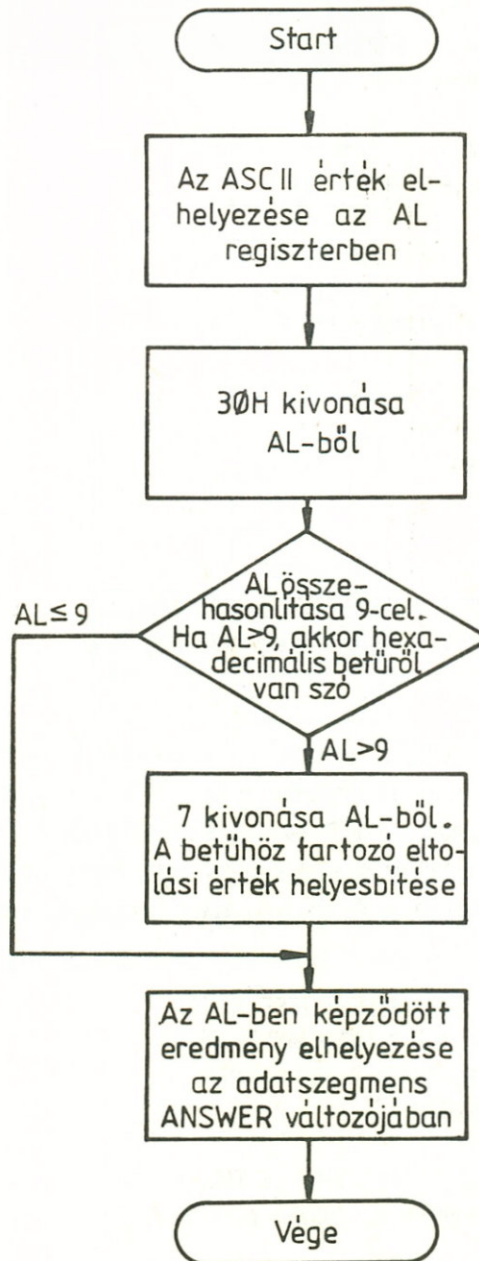 Start
Az ASCII érték el-
helyezése az AL
regiszterben
3ØH kivonása
AL-ből
AL össze-
hasonlítása 9-cel.
Ha AL>9, akkor hexa-
decimális betűről
van szó
AL≤9
AL>9
7 kivonása AL-ből.
A betűhöz tartozó elto-
lási érték helyesbítése
Az AL-ben képződött
eredmény elhelyezése
az adatszegmens
ANSWER változójában
Vége